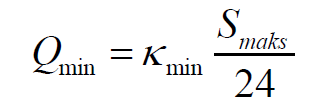 Q_min = κ_min S_maks / 24